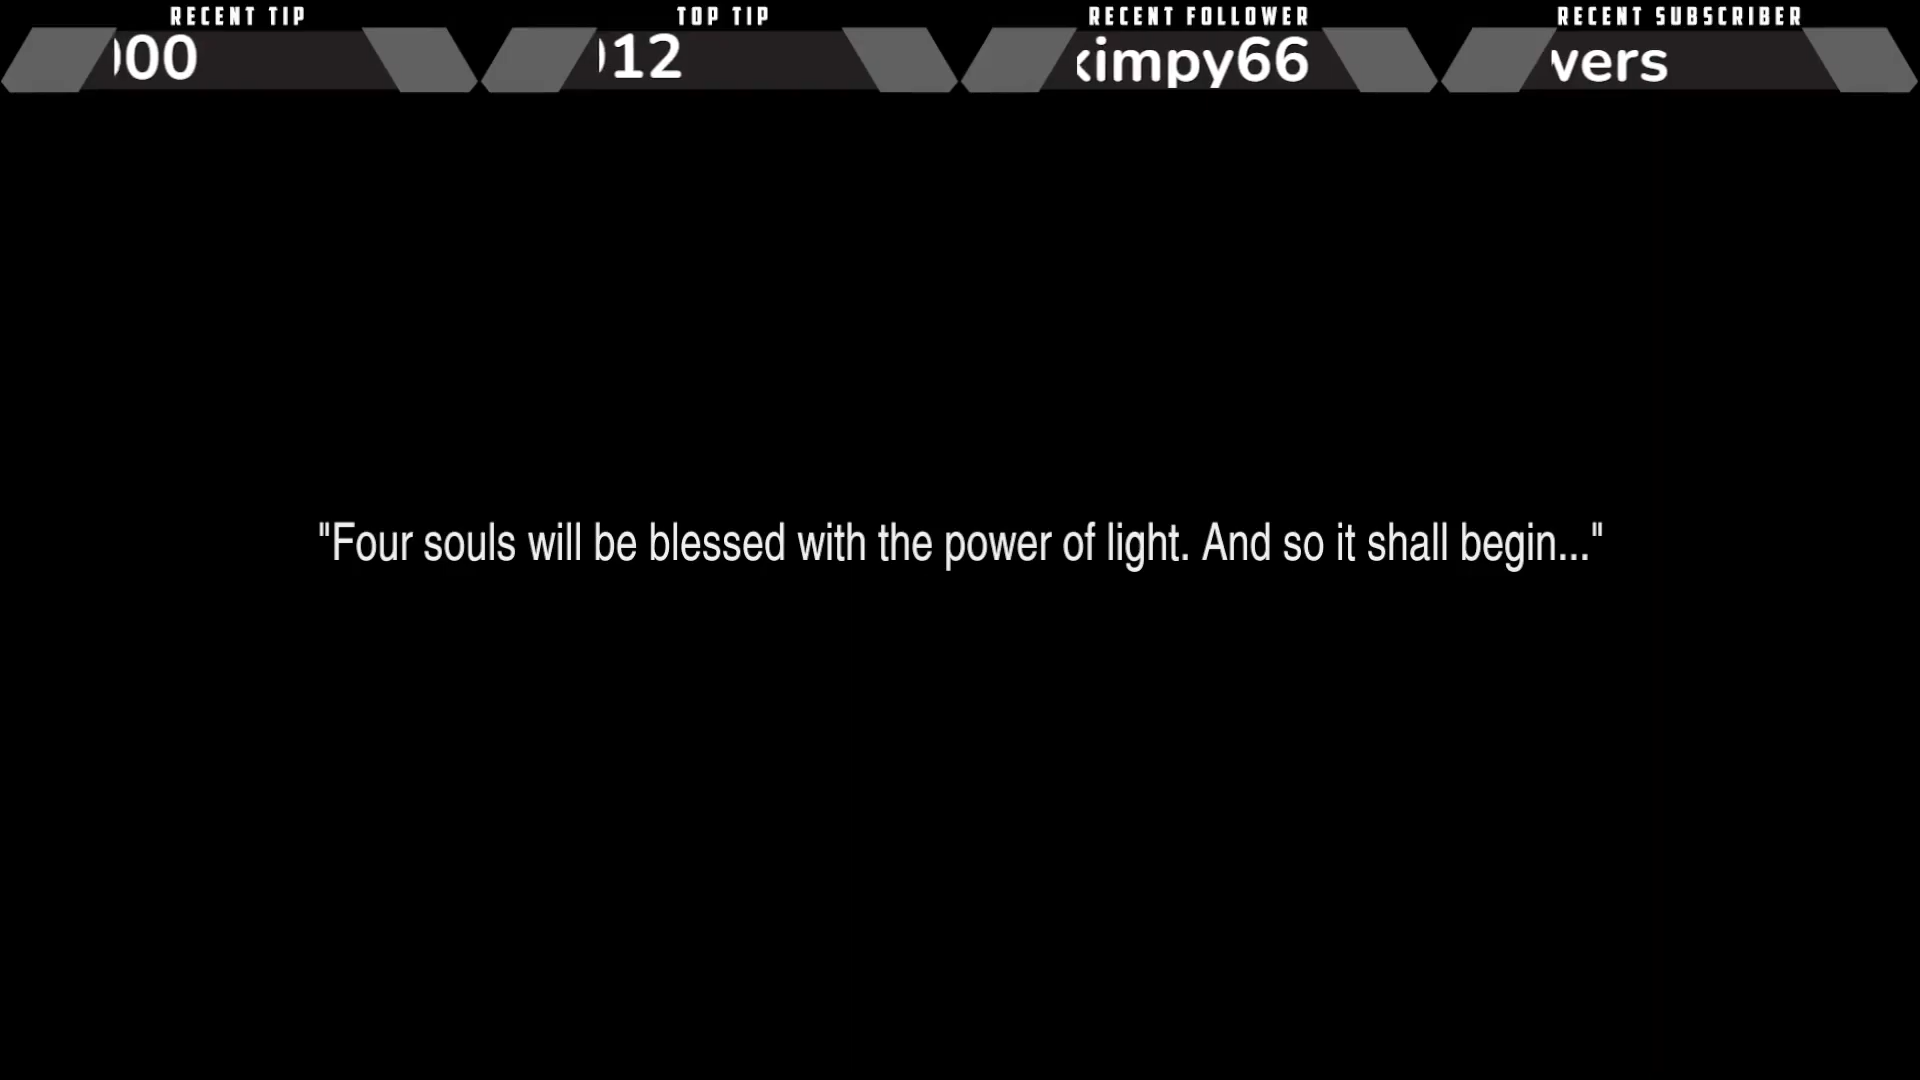 RECENT TIP
TOP TIP
RECENT FOLLOWER
RECENT SUBSCRIBER
"Four souls will be blessed with the power of light. And so it shall begin..."